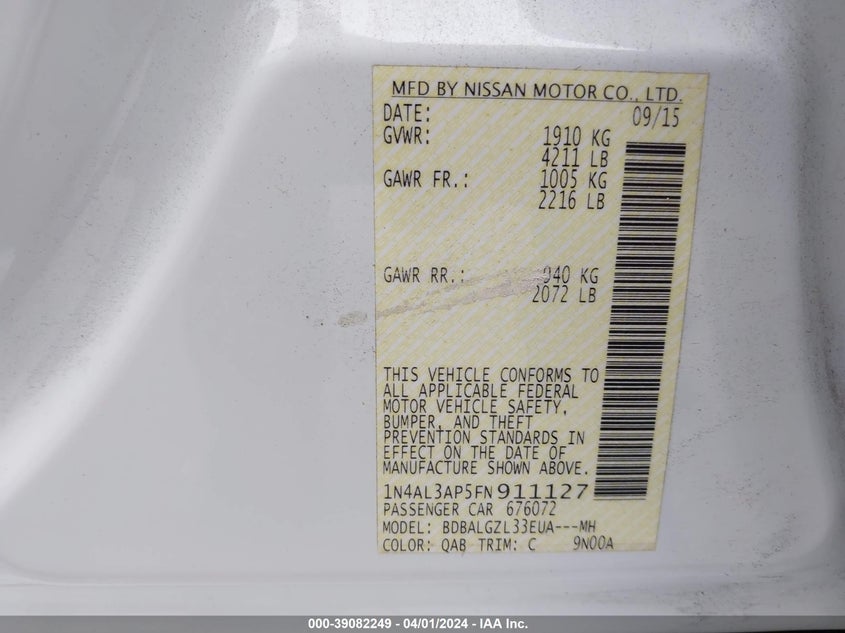 MFD BY NISSAN MOTOR CO., LTD.
DATE: 09/15
GVWR: 1910 KG
4211 LB
GAWR FR.: 1005 KG
2216 LB
GAWR RR.: 940 KG
2072 LB
THIS VEHICLE CONFORMS TO
ALL APPLICABLE FEDERAL
MOTOR VEHICLE SAFETY,
BUMPER, AND THEFT
PREVENTION STANDARDS IN
EFFECT ON THE DATE OF
MANUFACTURE SHOWN ABOVE.
1N4AL3AP5FN911127
PASSENGER CAR 676072
MODEL: BDBALGZL33EUA---MH
COLOR: QAB TRIM: C 9N00A
000-39082249 - 04/01/2024 - IAA Inc.